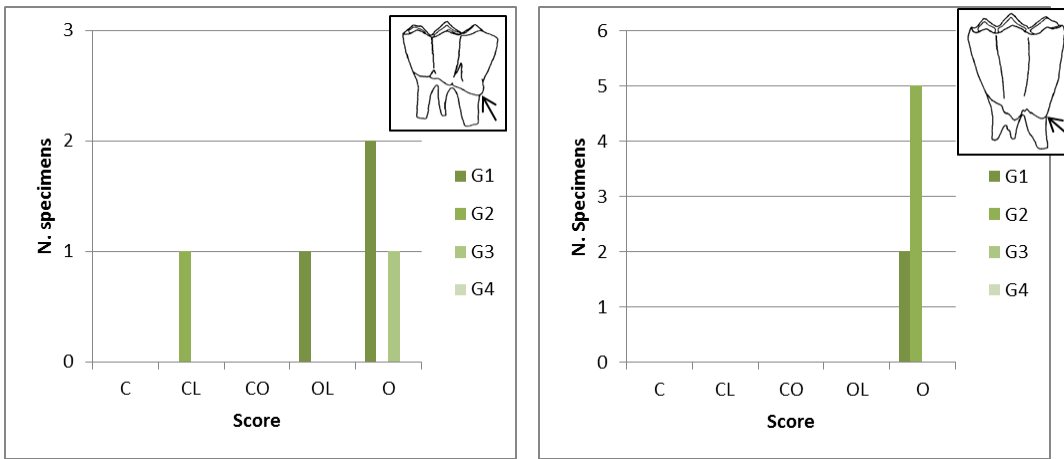 3
2
1
0
N. specimens
C CL CO OL O
Score
G1
G2
G3
G4
6
5
4
3
2
1
0
N. Specimens
C CL CO OL O
Score
G1
G2
G3
G4